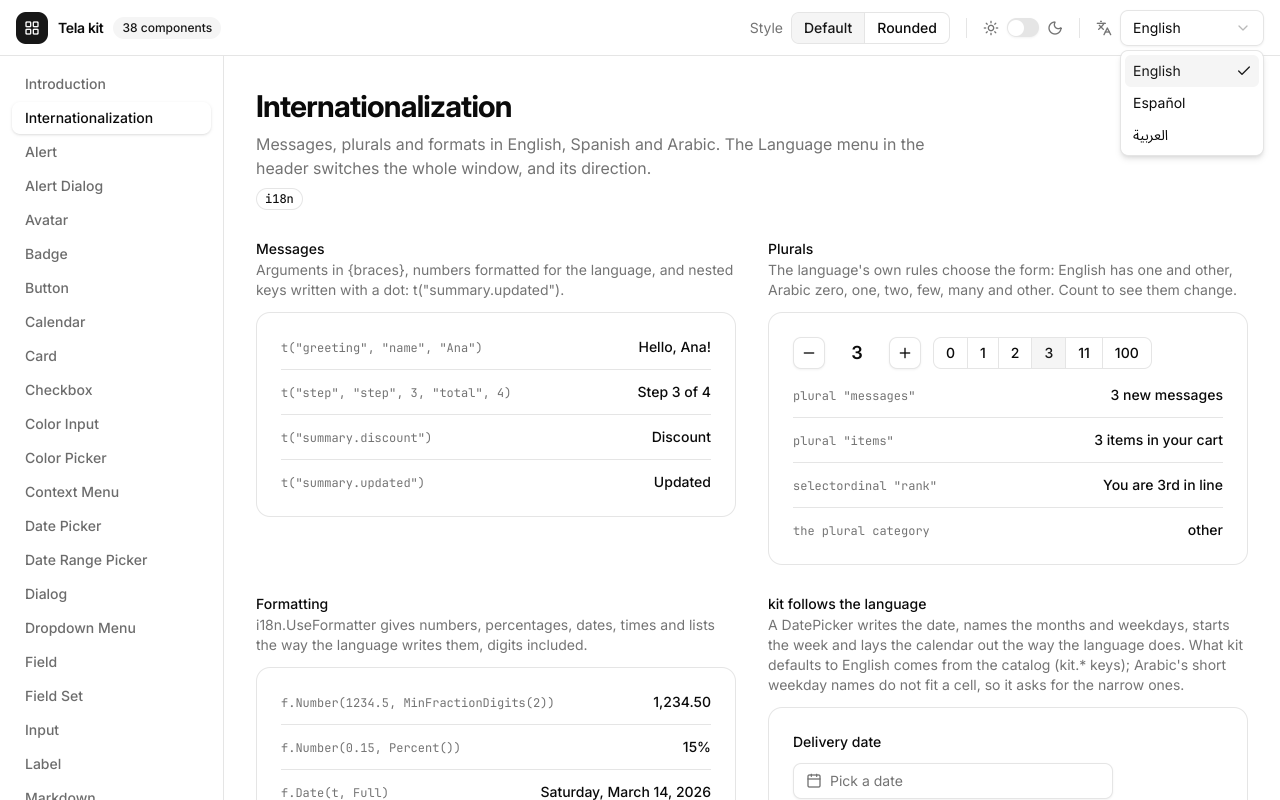 Tela kit
38 components
Style
Default
Rounded
English
English
Español
العربية
Introduction
Internationalization
Alert
Alert Dialog
Avatar
Badge
Button
Calendar
Card
Checkbox
Color Input
Color Picker
Context Menu
Date Picker
Date Range Picker
Dialog
Dropdown Menu
Field
Field Set
Input
Label
Markdown
Internationalization
Messages, plurals and formats in English, Spanish and Arabic. The Language menu in the
header switches the whole window, and its direction.
i18n
Messages
Arguments in {braces}, numbers formatted for the language, and nested
keys written with a dot: t("summary.updated").
t("greeting", "name", "Ana") Hello, Ana!
t("step", "step", 3, "total", 4) Step 3 of 4
t("summary.discount") Discount
t("summary.updated") Updated
Plurals
The language's own rules choose the form: English has one and other,
Arabic zero, one, two, few, many and other. Count to see them change.
− 3 + 0 1 2 3 11 100
plural "messages" 3 new messages
plural "items" 3 items in your cart
selectordinal "rank" You are 3rd in line
the plural category other
Formatting
i18n.UseFormatter gives numbers, percentages, dates, times and lists
the way the language writes them, digits included.
f.Number(1234.5, MinFractionDigits(2)) 1,234.50
f.Number(0.15, Percent()) 15%
f.Date(t, Full) Saturday, March 14, 2026
kit follows the language
A DatePicker writes the date, names the months and weekdays, starts
the week and lays the calendar out the way the language does. What kit
defaults to English comes from the catalog (kit.* keys); Arabic's short
weekday names do not fit a cell, so it asks for the narrow ones.
Delivery date
Pick a date